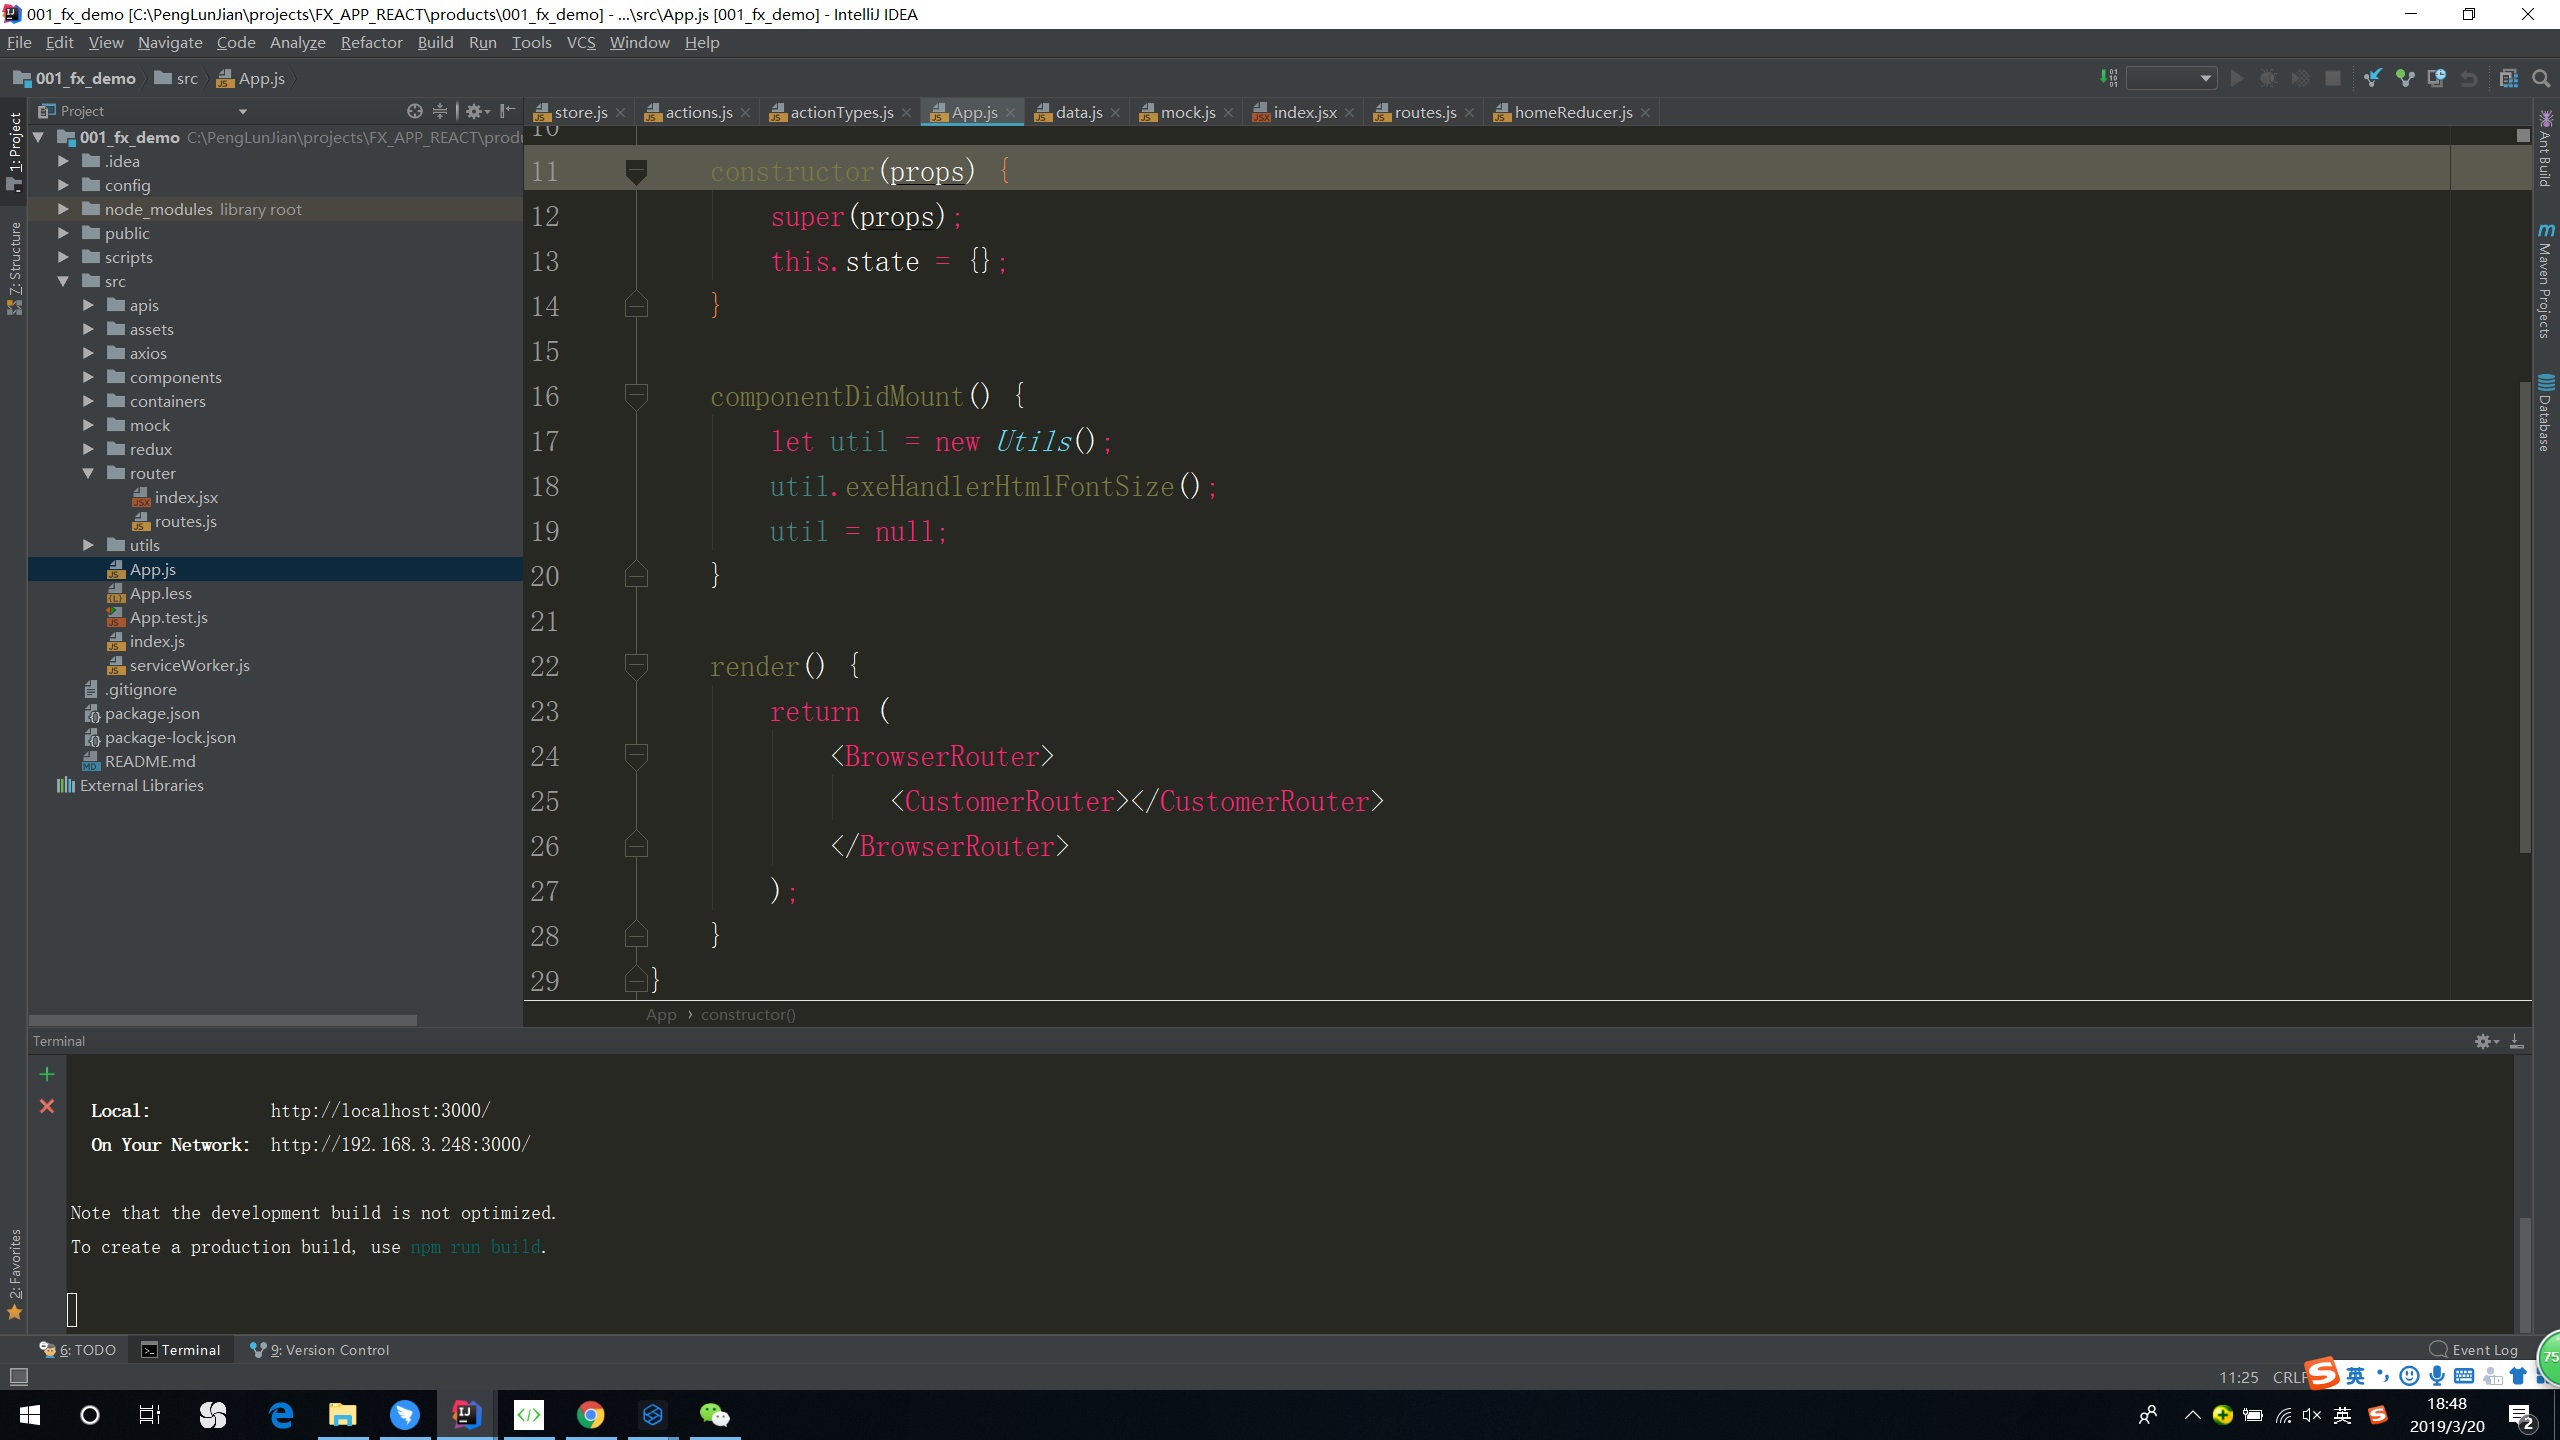 001_fx_demo [C:\PengLunJian\projects\FX_APP_REACT\products\001_fx_demo] - ...\src\App.js [001_fx_demo] - IntelliJ IDEA
File Edit View Navigate Code Analyze Refactor Build Run Tools VCS Window Help
001_fx_demo src App.js
Project
store.js actions.js actionTypes.js App.js data.js mock.js index.jsx routes.js homeReducer.js
1: Project
7: Structure
2: Favorites
001_fx_demo C:\PengLunJian\projects\FX_APP_REACT\produ
.idea
config
node_modules library root
public
scripts
src
apis
assets
axios
components
containers
mock
redux
router
index.jsx
routes.js
utils
App.js
App.less
App.test.js
index.js
serviceWorker.js
.gitignore
package.json
package-lock.json
README.md
External Libraries
10
11 constructor(props) {
12 super(props);
13 this.state = {};
14 }
15
16 componentDidMount() {
17 let util = new Utils();
18 util.exeHandlerHtmlFontSize();
19 util = null;
20 }
21
22 render() {
23 return (
24 <BrowserRouter>
25 <CustomerRouter></CustomerRouter>
26 </BrowserRouter>
27 );
28 }
29 }
App › constructor()
Ant Build
Maven Projects
Database
Terminal
Local: http://localhost:3000/
On Your Network: http://192.168.3.248:3000/
Note that the development build is not optimized.
To create a production build, use npm run build.
6: TODO Terminal 9: Version Control Event Log
75
11:25 CRLF 英
英 18:48
2019/3/20 2